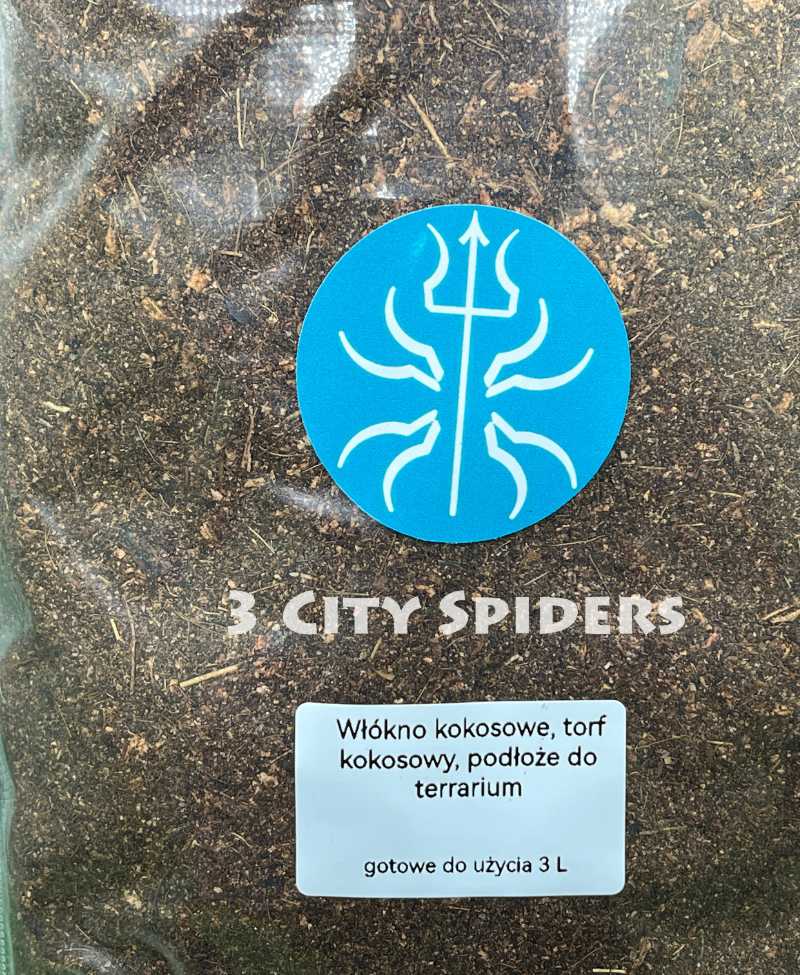 3 City Spiders
Włókno kokosowe, torf
kokosowy, podłoże do
terrarium
gotowe do użycia 3 L